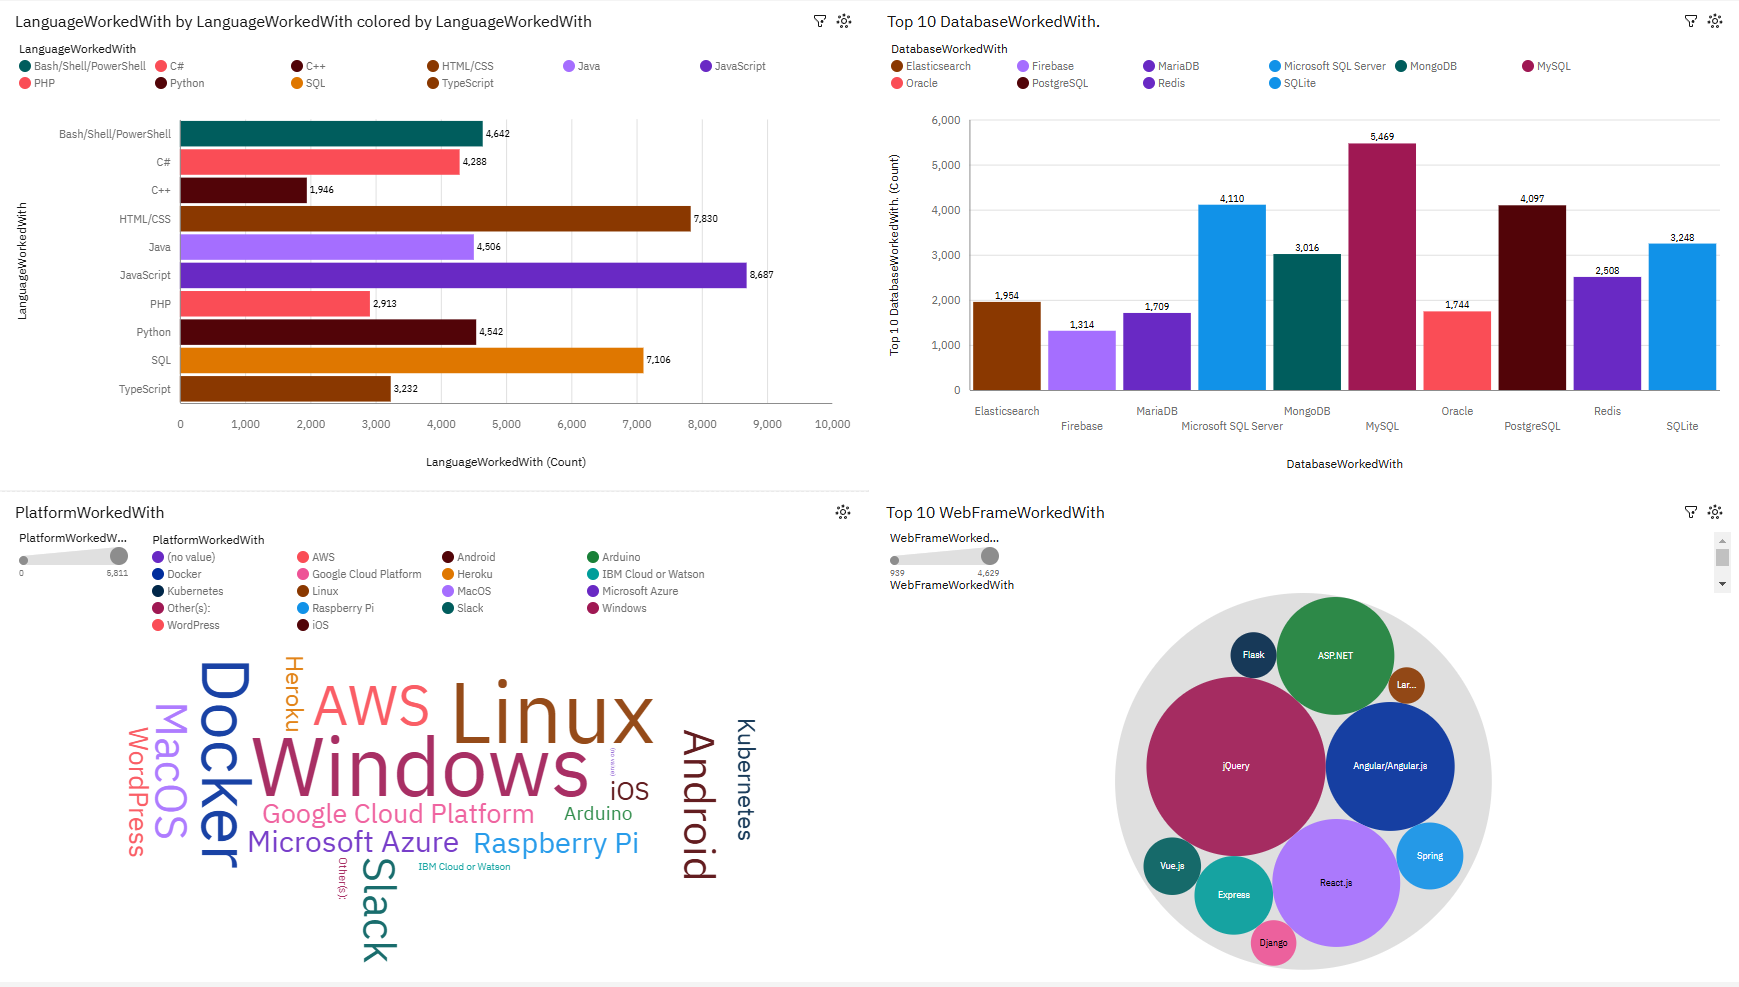 LanguageWorkedWith by LanguageWorkedWith colored by LanguageWorkedWith
LanguageWorkedWith
Bash/Shell/PowerShell C# C++ HTML/CSS Java JavaScript
PHP Python SQL TypeScript
LanguageWorkedWith
Bash/Shell/PowerShell 4,642
C# 4,288
C++ 1,946
HTML/CSS 7,830
Java 4,506
JavaScript 8,687
PHP 2,913
Python 4,542
SQL 7,106
TypeScript 3,232
0 1,000 2,000 3,000 4,000 5,000 6,000 7,000 8,000 9,000 10,000
LanguageWorkedWith (Count)
Top 10 DatabaseWorkedWith.
DatabaseWorkedWith
Elasticsearch Firebase MariaDB Microsoft SQL Server MongoDB MySQL
Oracle PostgreSQL Redis SQLite
Top 10 DatabaseWorkedWith. (Count)
6,000
5,000
4,000
3,000
2,000
1,000
0
1,954 1,314 1,709 4,110 3,016 5,469 1,744 4,097 2,508 3,248
Elasticsearch MariaDB MongoDB Oracle Redis
Firebase Microsoft SQL Server MySQL PostgreSQL SQLite
DatabaseWorkedWith
PlatformWorkedWith
PlatformWorkedW...
0 5,811
PlatformWorkedWith
(no value) AWS Android Arduino
Docker Google Cloud Platform Heroku IBM Cloud or Watson
Kubernetes Linux MacOS Microsoft Azure
Other(s): Raspberry Pi Slack Windows
WordPress iOS
WordPress
MacOS
Docker
Heroku
AWS
Linux
Windows
(no value)
iOS
Android
Kubernetes
Google Cloud Platform
Arduino
Microsoft Azure
Raspberry Pi
Other(s):
Slack
IBM Cloud or Watson
Top 10 WebFrameWorkedWith
WebFrameWorked...
939 4,629
WebFrameWorkedWith
Flask
ASP.NET
Lar...
jQuery
Angular/Angular.js
Vue.js
Spring
Express
React.js
Django